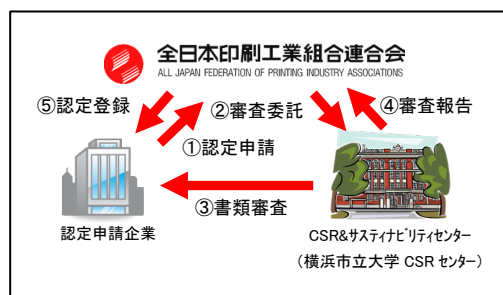 全日本印刷工業組合連合会
ALL JAPAN FEDERATION OF PRINTING INDUSTRY ASSOCIATIONS
⑤認定登録
②審査委託
④審査報告
①認定申請
③書類審査
認定申請企業
CSR&サスティナビリティセンター
（横浜市立大学 CSR センター）